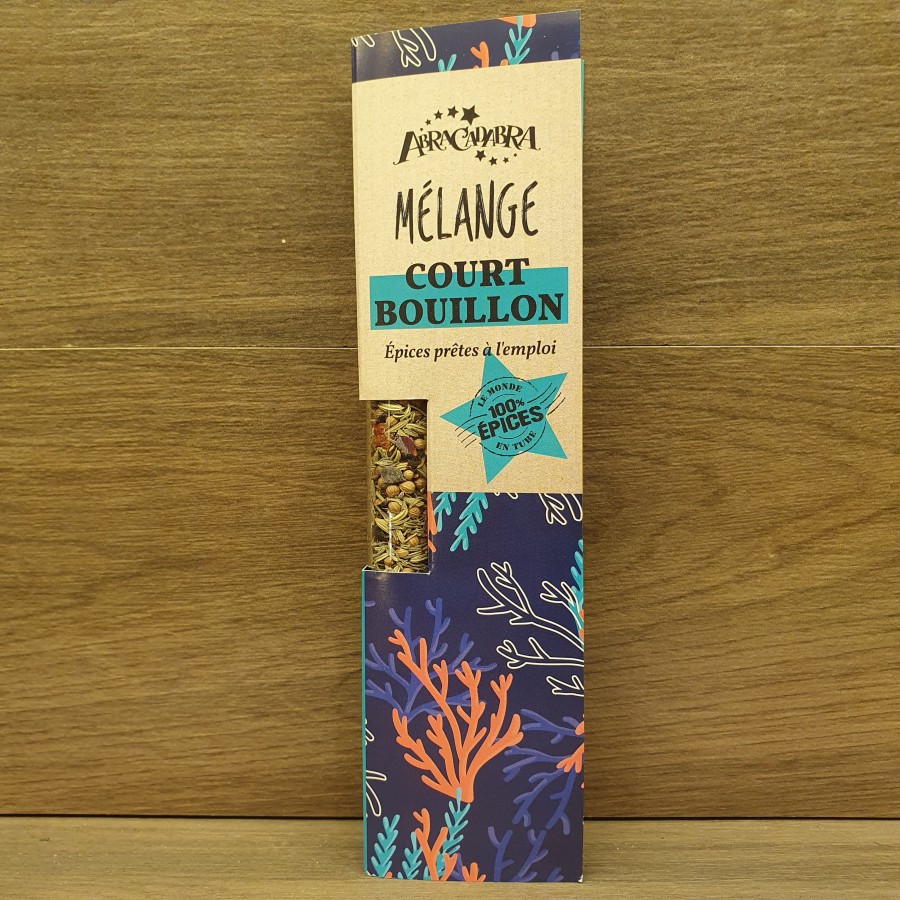 ABRACADABRA
MÉLANGE
COURT
BOUILLON
Épices prêtes à l'emploi
LE MONDE
100%
ÉPICES
EN TUBE